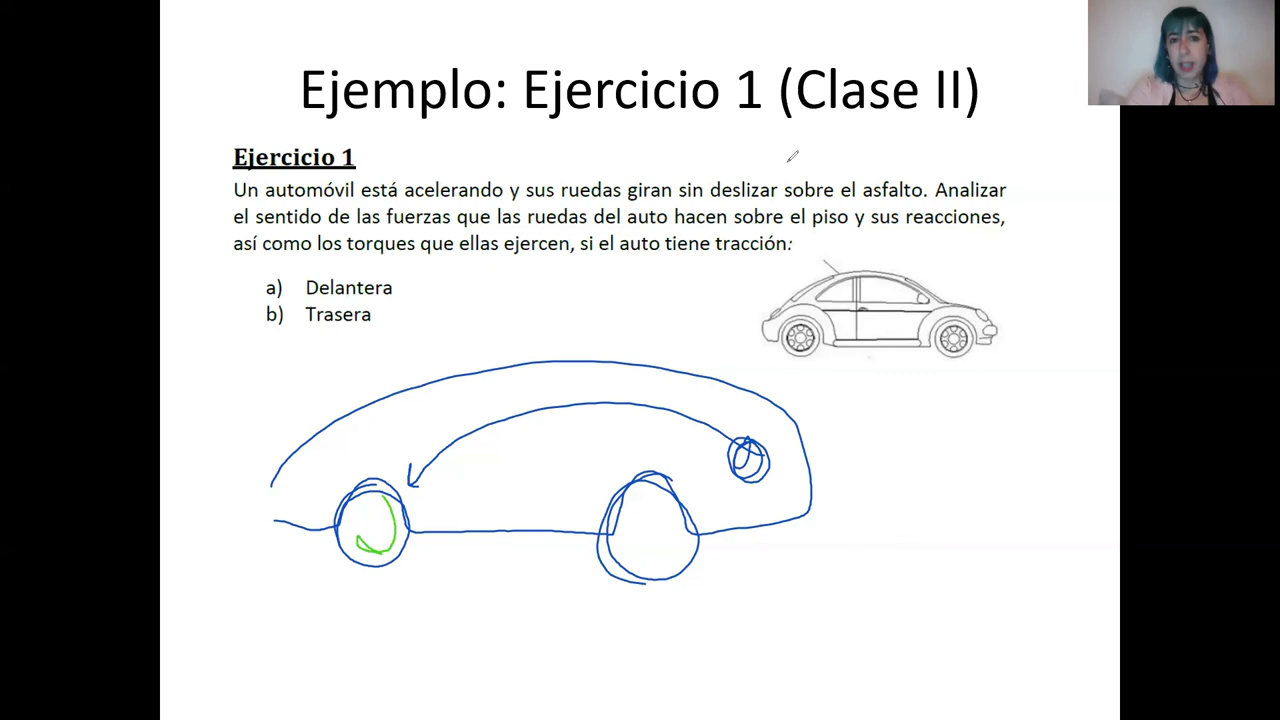 Ejemplo: Ejercicio 1 (Clase II)
Ejercicio 1
Un automóvil está acelerando y sus ruedas giran sin deslizar sobre el asfalto. Analizar
el sentido de las fuerzas que las ruedas del auto hacen sobre el piso y sus reacciones,
así como los torques que ellas ejercen, si el auto tiene tracción:
a) Delantera
b) Trasera